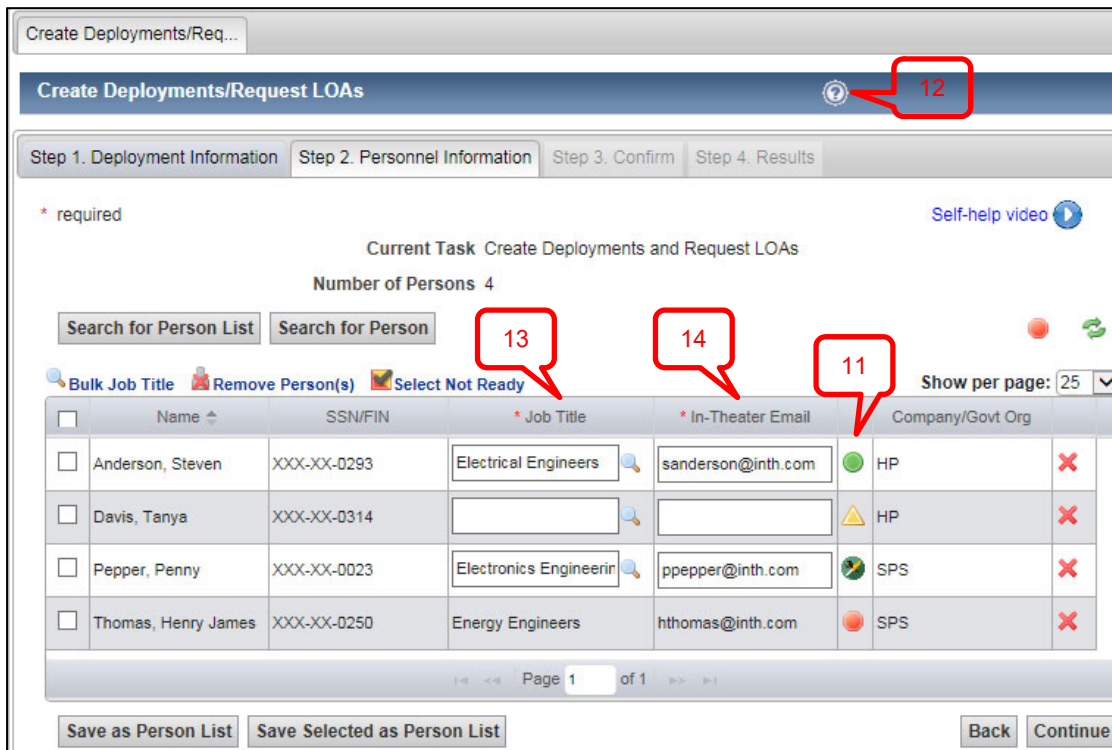 Create Deployments/Req...
Create Deployments/Request LOAs 12
Step 1. Deployment Information Step 2. Personnel Information Step 3. Confirm Step 4. Results
* required Self-help video
Current Task Create Deployments and Request LOAs
Number of Persons 4
Search for Person List Search for Person 13 14 11
Bulk Job Title Remove Person(s) Select Not Ready Show per page: 25
Name SSN/FIN * Job Title * In-Theater Email Company/Govt Org
Anderson, Steven XXX-XX-0293 Electrical Engineers sanderson@inth.com HP
Davis, Tanya XXX-XX-0314 HP
Pepper, Penny XXX-XX-0023 Electronics Engineerin ppepper@inth.com SPS
Thomas, Henry James XXX-XX-0250 Energy Engineers hthomas@inth.com SPS
Page 1 of 1
Save as Person List Save Selected as Person List Back Continue